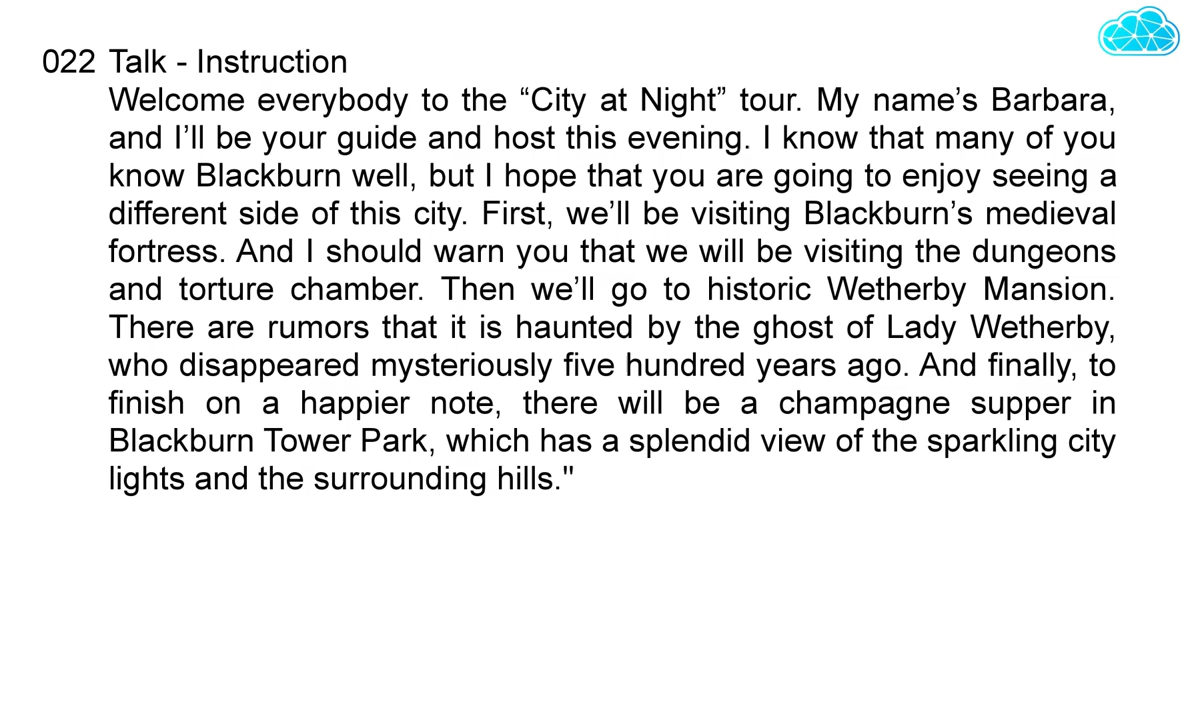 022 Talk - Instruction
Welcome everybody to the “City at Night” tour. My name’s Barbara,
and I’ll be your guide and host this evening. I know that many of you
know Blackburn well, but I hope that you are going to enjoy seeing a
different side of this city. First, we’ll be visiting Blackburn’s medieval
fortress. And I should warn you that we will be visiting the dungeons
and torture chamber. Then we’ll go to historic Wetherby Mansion.
There are rumors that it is haunted by the ghost of Lady Wetherby,
who disappeared mysteriously five hundred years ago. And finally, to
finish on a happier note, there will be a champagne supper in
Blackburn Tower Park, which has a splendid view of the sparkling city
lights and the surrounding hills."